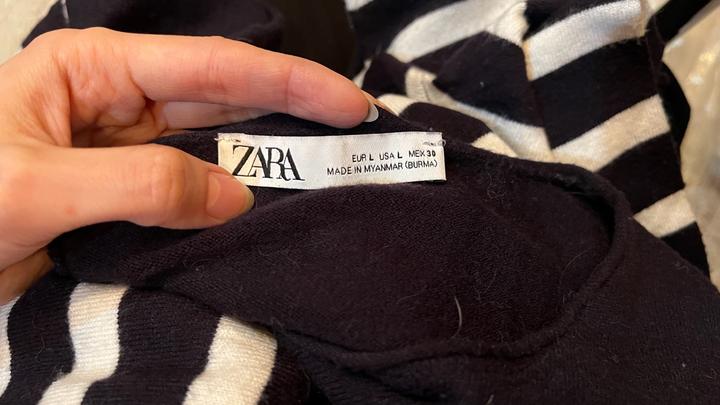 ZARA
EUR L USA L MEX 30
MADE IN MYANMAR (BURMA)